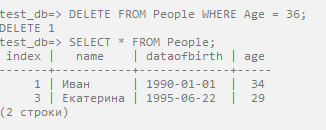 test_db=> DELETE FROM People WHERE Age = 36;
DELETE 1
test_db=> SELECT * FROM People;
 index |   name    | dataofbirth | age
-------+-----------+-------------+-----
     1 | Иван      | 1990-01-01  |  34
     3 | Екатерина | 1995-06-22  |  29
(2 строки)